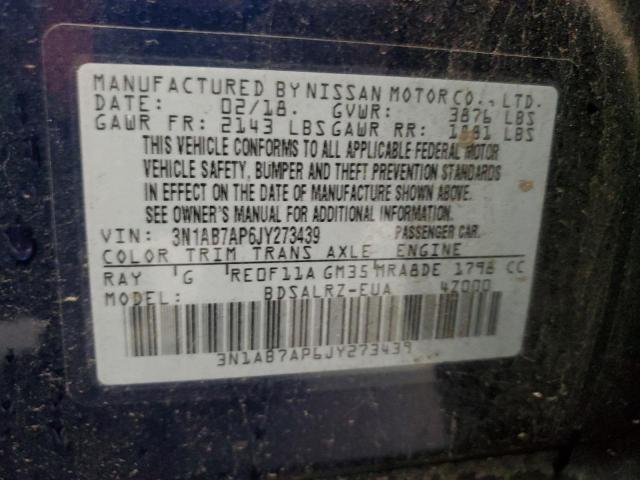 MANUFACTURED BY NISSAN MOTOR CO., LTD.
DATE: 02/18. GVWR: 3876 LBS
GAWR FR: 2143 LBS GAWR RR: 1881 LBS
THIS VEHICLE CONFORMS TO ALL APPLICABLE FEDERAL MOTOR
VEHICLE SAFETY, BUMPER AND THEFT PREVENTION STANDARDS
IN EFFECT ON THE DATE OF MANUFACTURE SHOWN ABOVE.
SEE OWNER'S MANUAL FOR ADDITIONAL INFORMATION.
VIN: 3N1AB7AP6JY273439 PASSENGER CAR.
COLOR TRIM TRANS AXLE ENGINE
RAY G RE0F11A GM35 MRA8DE 1798 CC
MODEL: BDSALRZ-EUA 4Z000
3N1AB7AP6JY273439